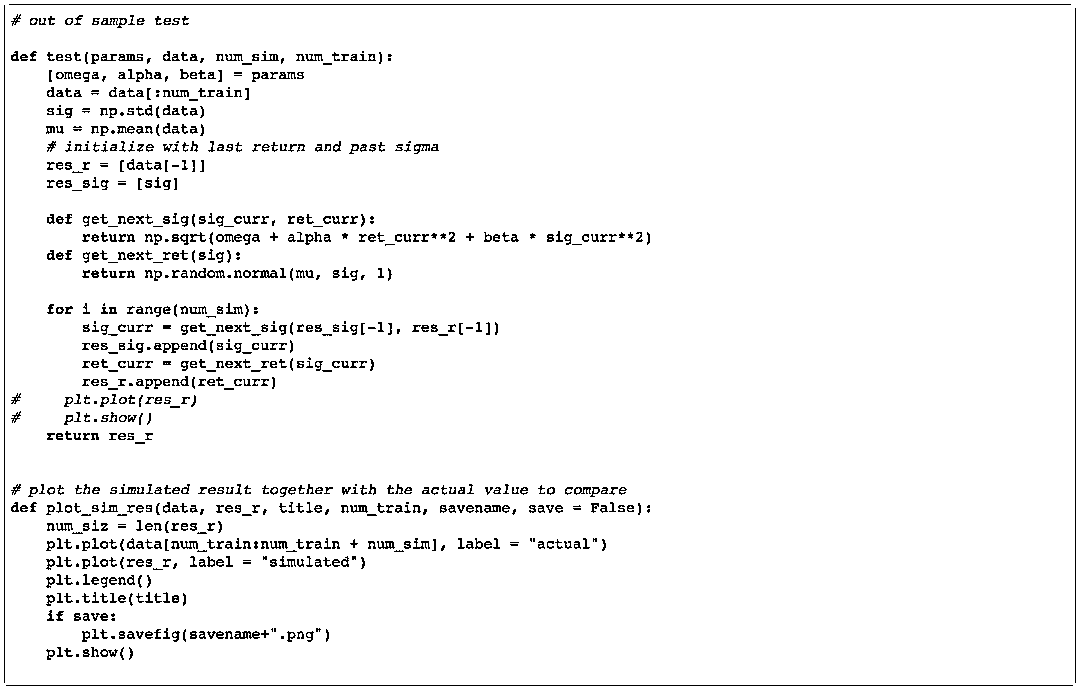 # out of sample test

def test(params, data, num_sim, num_train):
    [omega, alpha, beta] = params
    data = data[:num_train]
    sig = np.std(data)
    mu = np.mean(data)
    # initialize with last return and past sigma
    res_r = [data[-1]]
    res_sig = [sig]

    def get_next_sig(sig_curr, ret_curr):
        return np.sqrt(omega + alpha * ret_curr**2 + beta * sig_curr**2)
    def get_next_ret(sig):
        return np.random.normal(mu, sig, 1)

    for i in range(num_sim):
        sig_curr = get_next_sig(res_sig[-1], res_r[-1])
        res_sig.append(sig_curr)
        ret_curr = get_next_ret(sig_curr)
        res_r.append(ret_curr)
#     plt.plot(res_r)
#     plt.show()
    return res_r


# plot the simulated result together with the actual value to compare
def plot_sim_res(data, res_r, title, num_train, savename, save = False):
    num_siz = len(res_r)
    plt.plot(data[num_train:num_train + num_sim], label = "actual")
    plt.plot(res_r, label = "simulated")
    plt.legend()
    plt.title(title)
    if save:
        plt.savefig(savename+".png")
    plt.show()